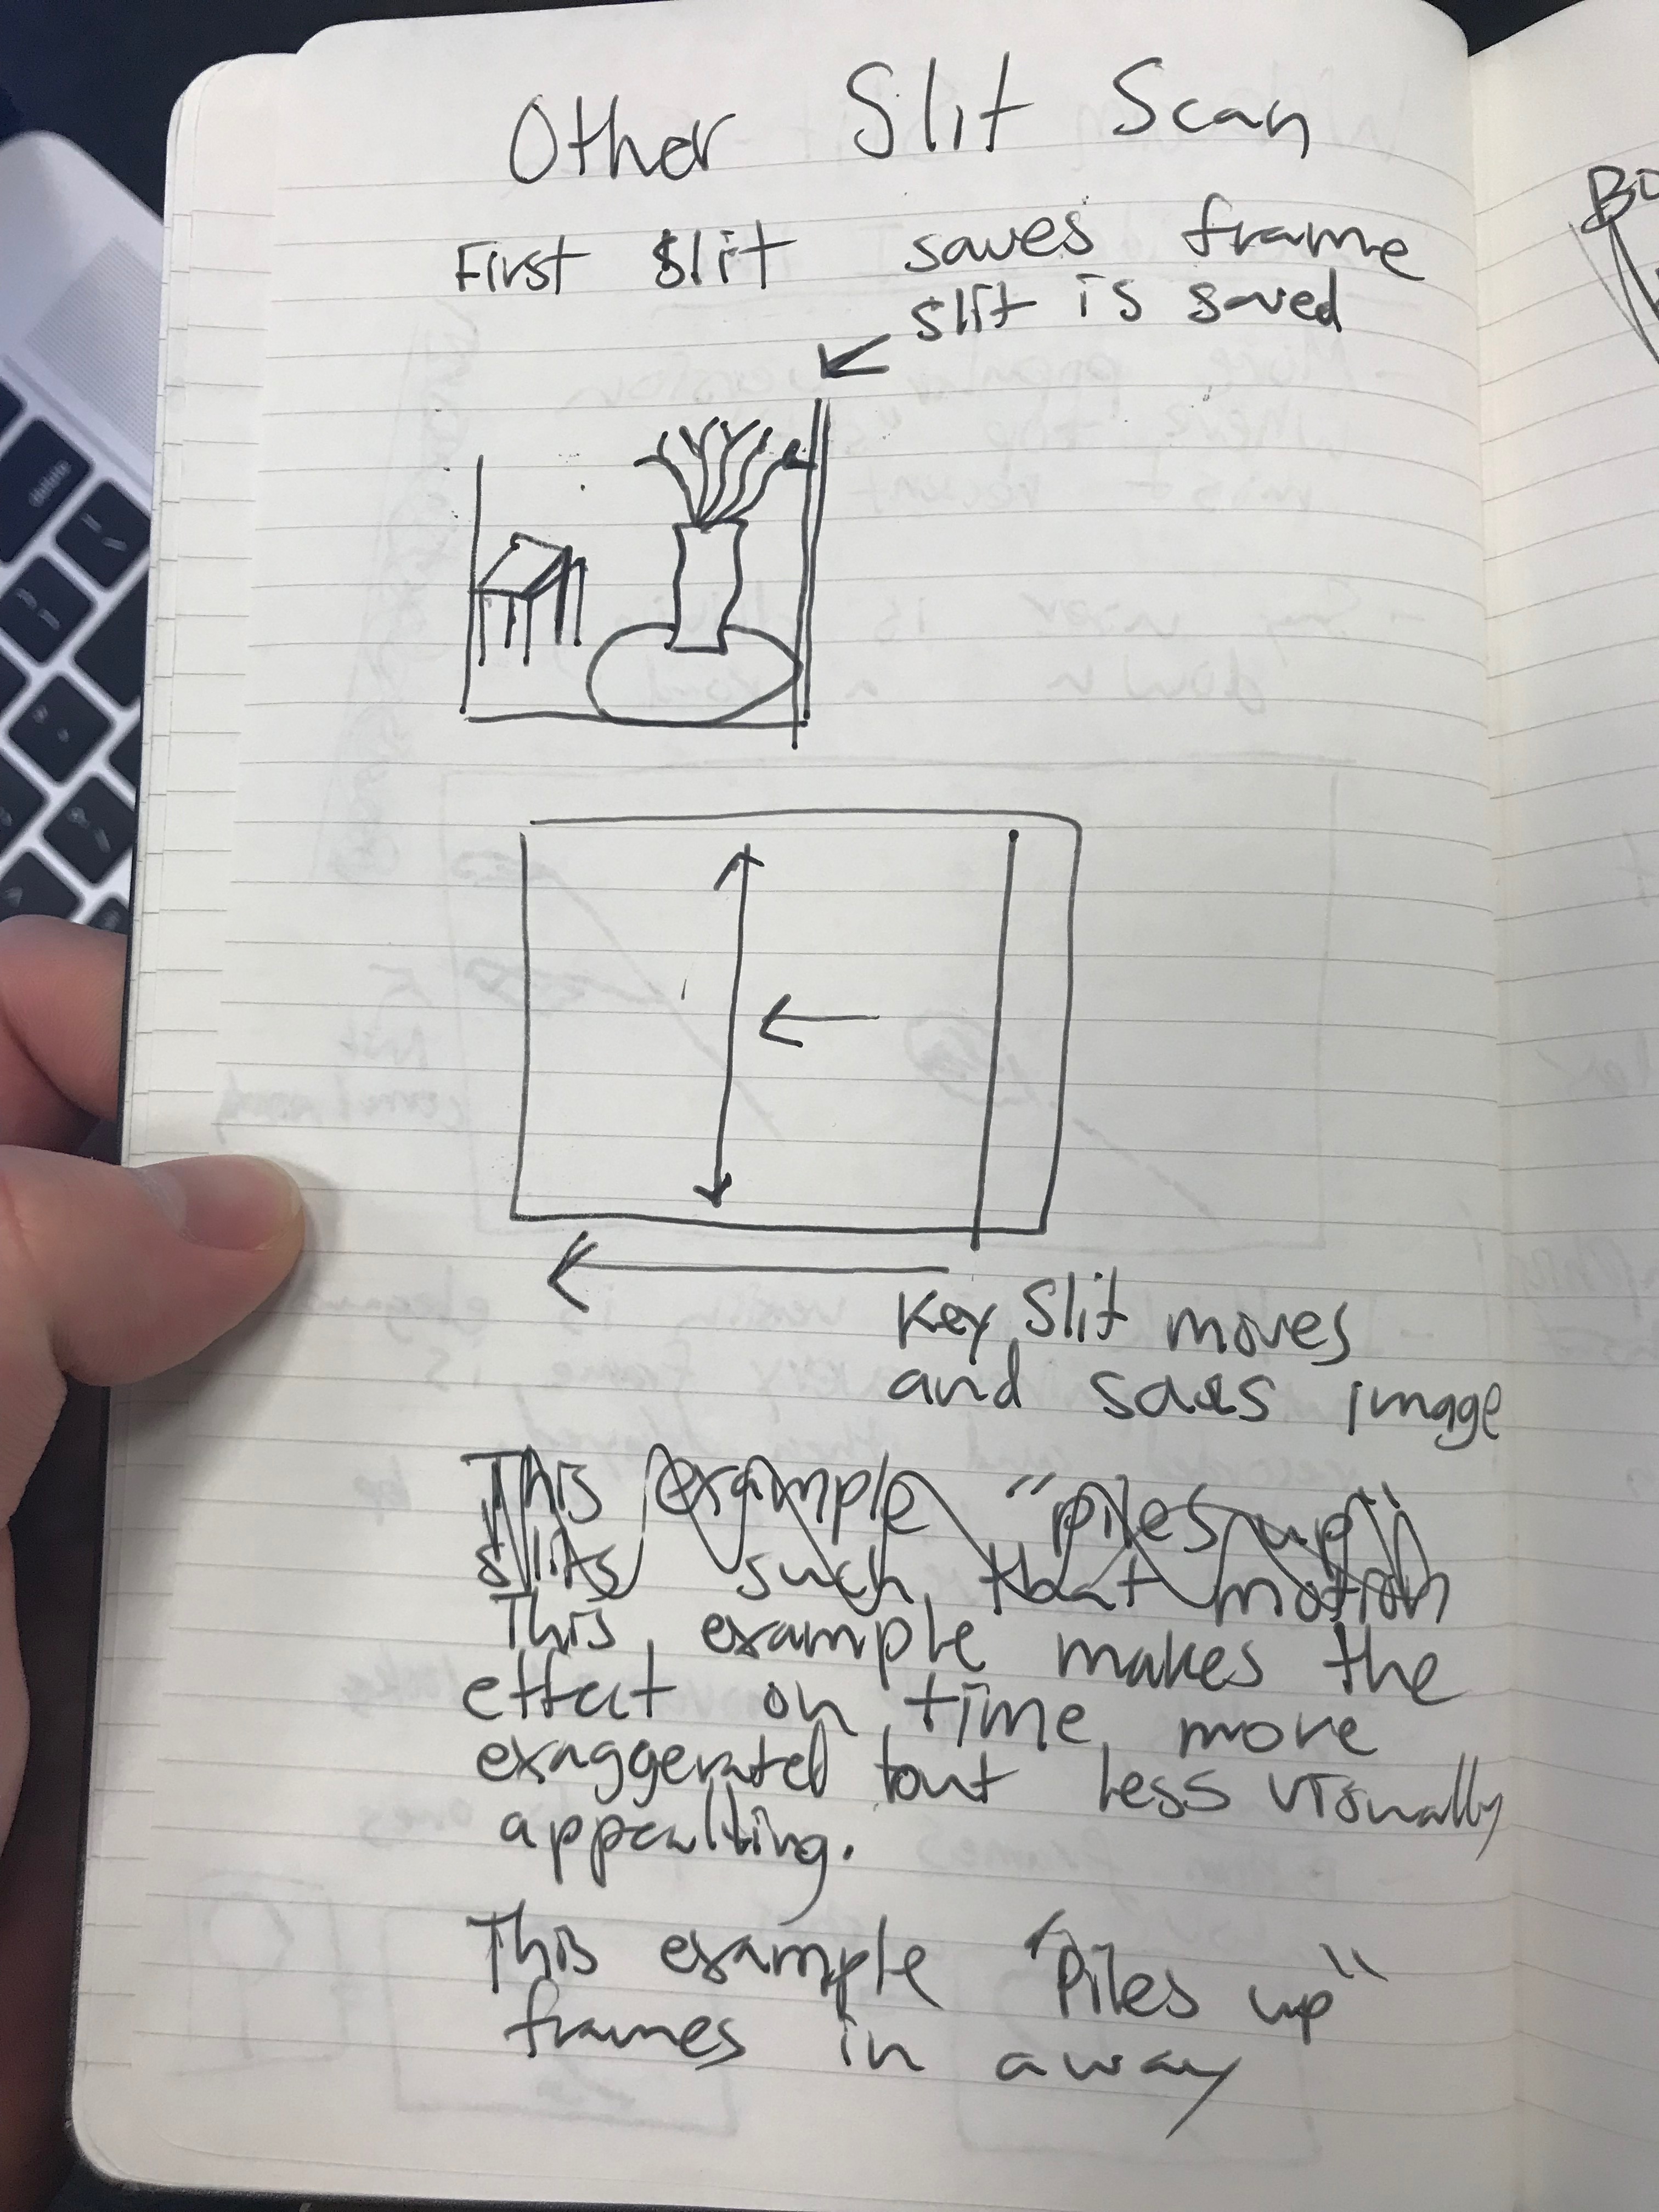 Other Slit Scan
First Slit saves frame
slit is saved
Key Slit moves
and saves image
This example "piles up"
slits such that motion
This example makes the
effect on time more
exaggerated but less visually
appealling.
This example "Piles up"
frames in away
BO
delete